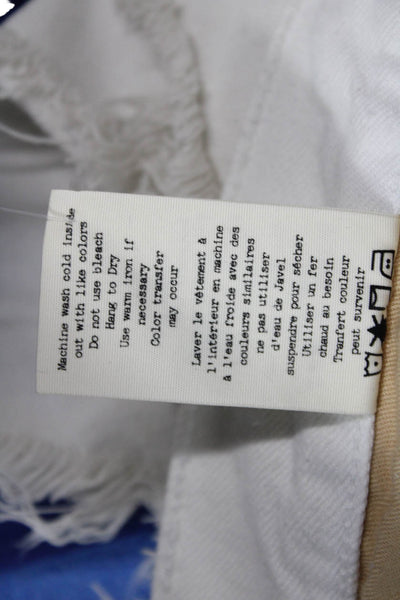 Machine wash cold inside
out with like colors
Do not use bleach
Hang to Dry
Use warm iron if
necessary
Color transfer
may occur
Laver le vêtement à
l'intérieur en machine
à l'eau froide avec des
couleurs similaires
ne pas utiliser
d'eau de Javel
suspendre pour sécher
Utiliser un fer
chaud au besoin
Tranfert couleur
peut survenir